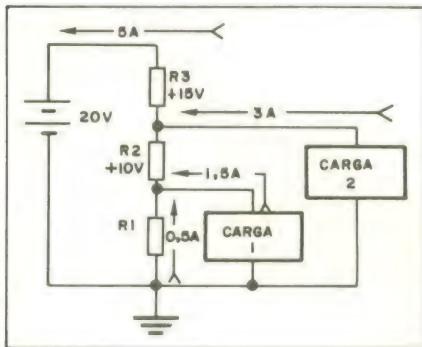 5A
R3
+15V
3A
20V
R2
+10V
1,5A
CARGA
2
R1
0,5A
CARGA
1